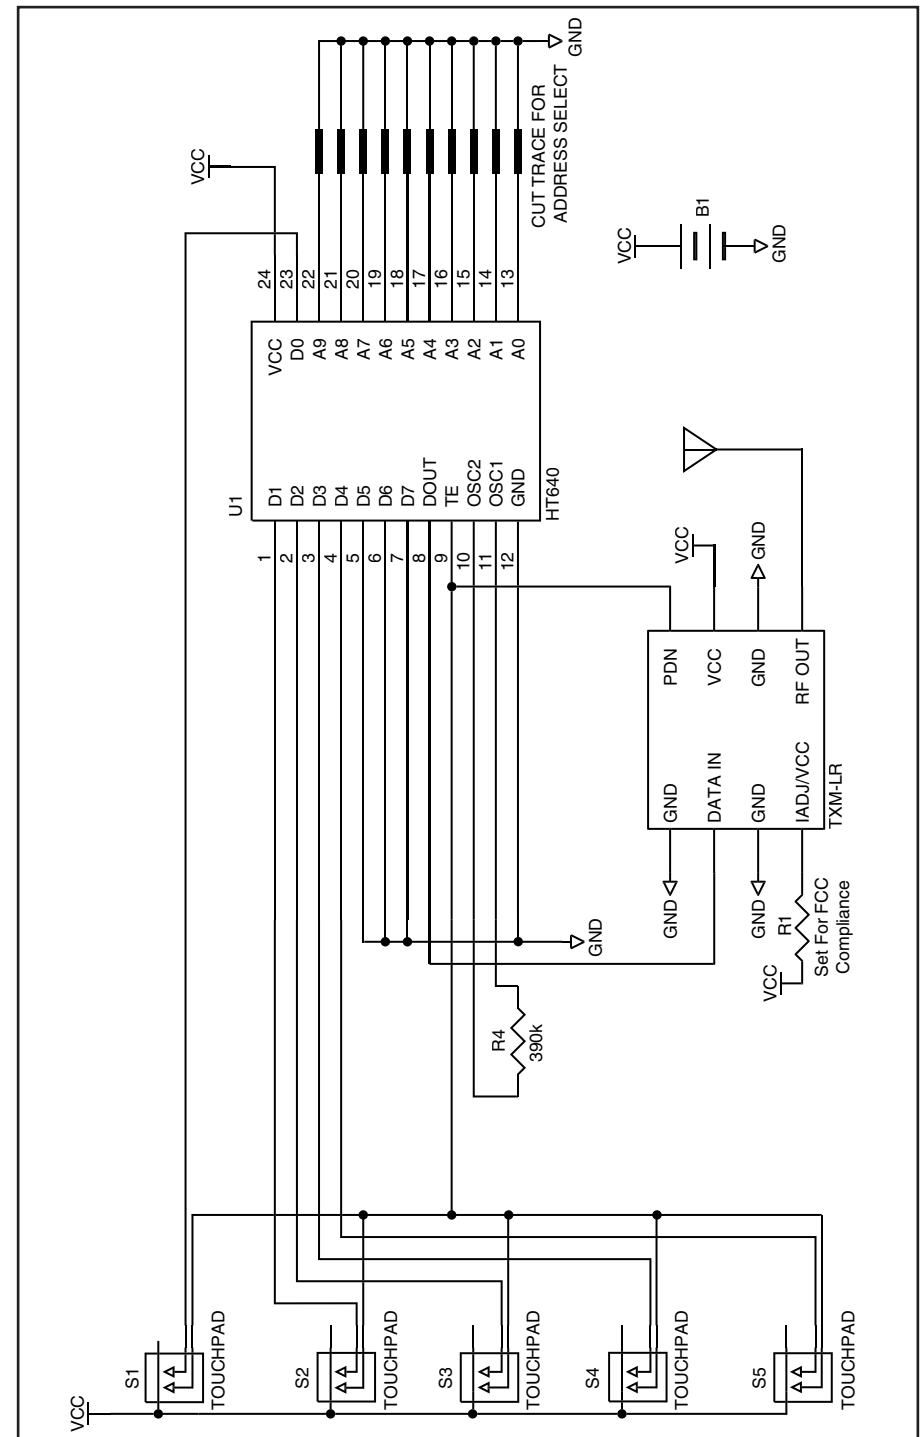 GND
CUT TRACE FOR
ADDRESS SELECT
VCC
24
23
22
21
20
19
18
17
16
15
14
13
VCC
D0
A9
A8
A7
A6
A5
A4
A3
A2
A1
A0
U1
HT640
D1
D2
D3
D4
D5
D6
D7
DOUT
TE
OSC2
OSC1
GND
1
2
3
4
5
6
7
8
9
10
11
12
VCC
B1
GND
VCC
GND
PDN
VCC
GND
RF OUT
GND
DATA IN
GND
IADJ/VCC
TXM-LR
GND
GND
R1
Set For FCC
Compliance
VCC
GND
R4
390k
S1
TOUCHPAD
S2
TOUCHPAD
S3
TOUCHPAD
S4
TOUCHPAD
S5
TOUCHPAD
VCC